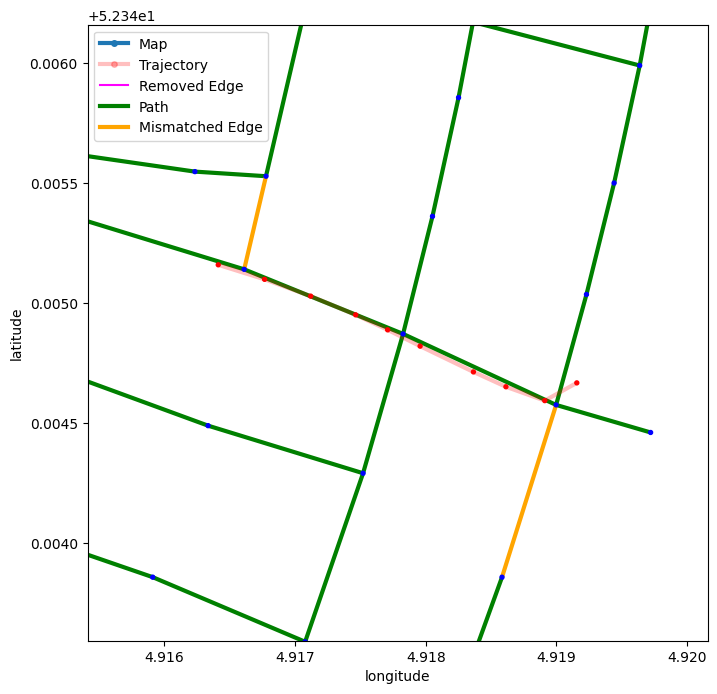 +5.234e1
Map
Trajectory
Removed Edge
Path
Mismatched Edge
0.0060
0.0055
0.0050
0.0045
0.0040
latitude
4.916 4.917 4.918 4.919 4.920
longitude